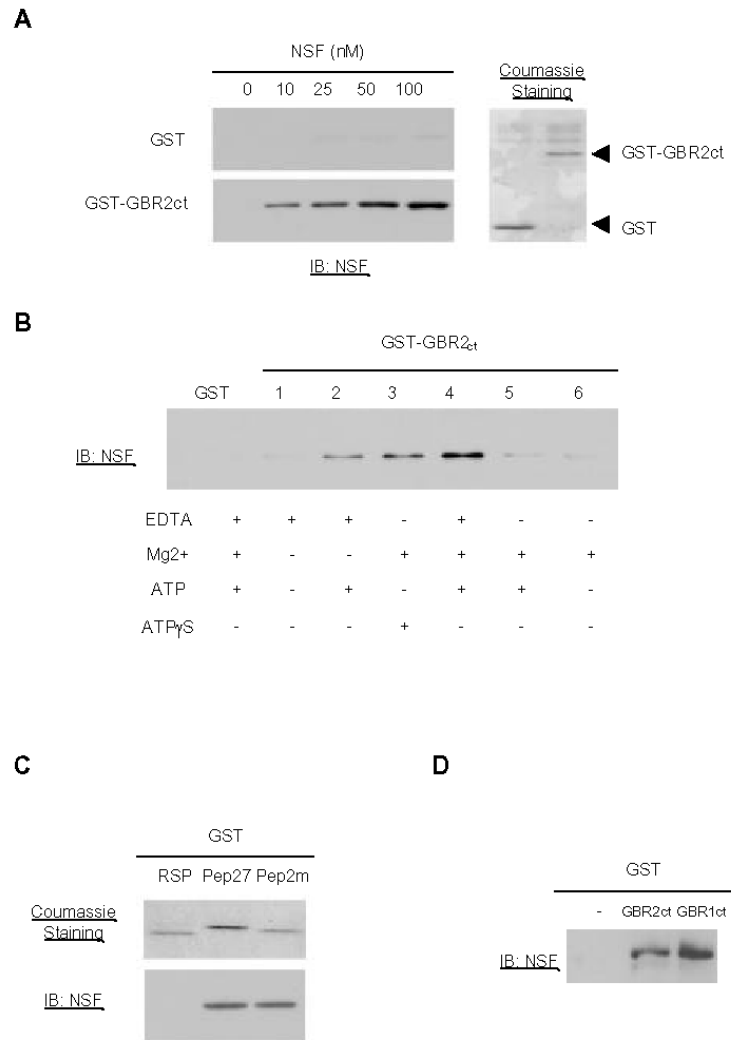 A
NSF (nM)
0 10 25 50 100
Coumassie
Staining
GST
GST-GBR2ct
GST-GBR2ct
GST
IB: NSF
B
GST-GBR2ct
GST 1 2 3 4 5 6
IB: NSF
EDTA + + + - + - -
Mg2+ + - - + + + +
ATP + - + - + + -
ATPγS - - - + - - -
C
GST
RSP Pep27 Pep2m
Coumassie
Staining
IB: NSF
D
GST
- GBR2ct GBR1ct
IB: NSF